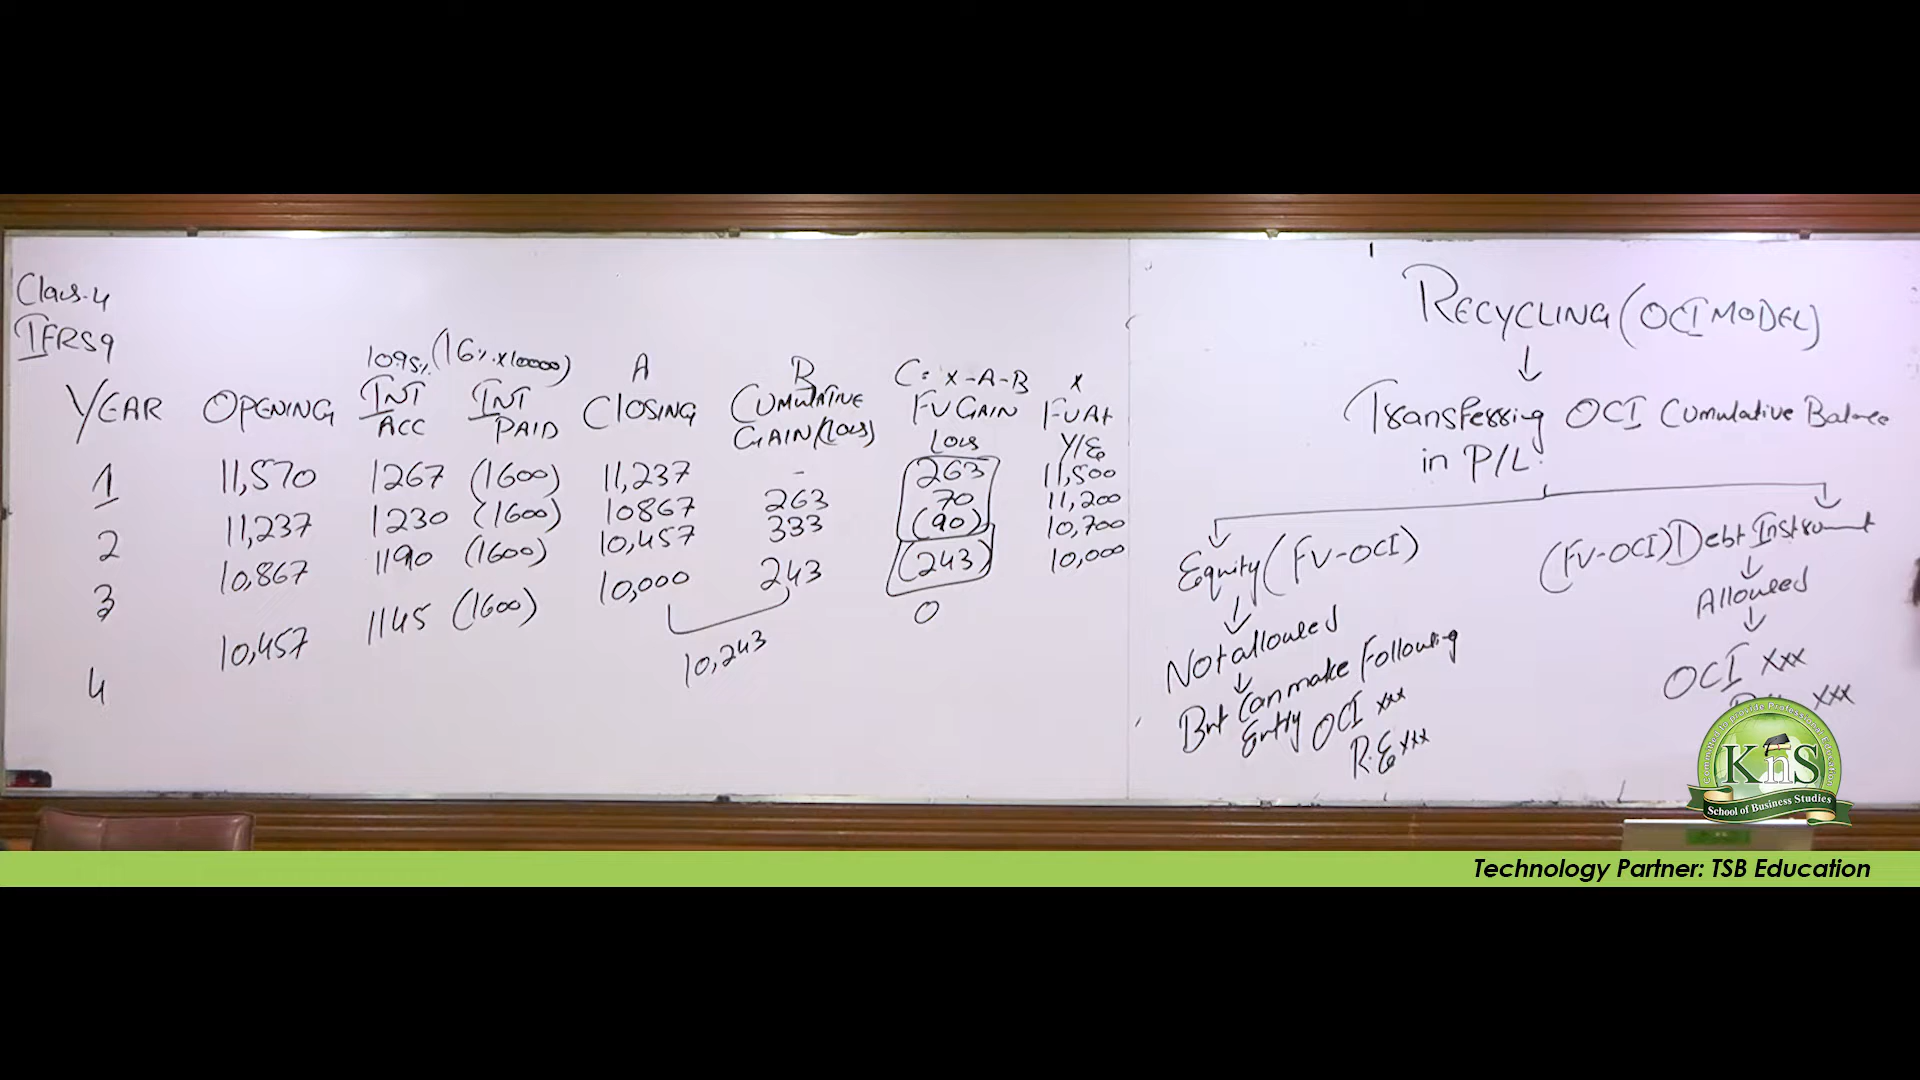 Class-4
IFRS9
10.95% (16% x 10000) A B C = X-A-B X
YEAR OPENING INT ACC INT PAID CLOSING CUMULATIVE GAIN/(LOSS) FV GAIN LOSS FV At Y/E
1 11,570 1267 (1600) 11,237 - 263 11,500
2 11,237 1230 (1600) 10867 263 70 11,200
3 10,867 1190 (1600) 10,457 333 (90) 10,700
4 10,457 1145 (1600) 10,000 243 (243) 10,000
10,243 0
RECYCLING (OCI MODEL)
Transferring OCI Cumulative Balance
in P/L.
Equity (FV-OCI)
Not allowed
But Can make Following
Entry OCI xxx
R.E xxx
(FV-OCI) Debt Instrument
Allowed
OCI xxx
xxx
Committed to Provide Professional Education
KnS
School of Business Studies
Technology Partner: TSB Education